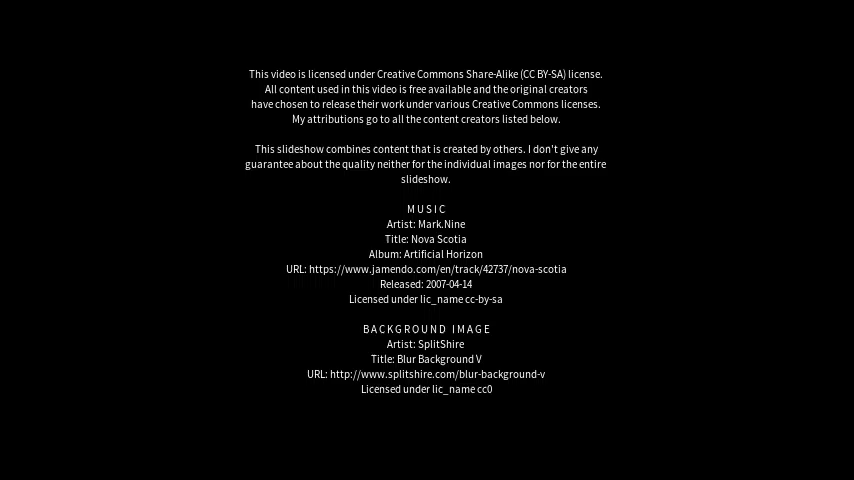 This video is licensed under Creative Commons Share-Alike (CC BY-SA) license.
All content used in this video is free available and the original creators
have chosen to release their work under various Creative Commons licenses.
My attributions go to all the content creators listed below.
This slideshow combines content that is created by others. I don't give any
guarantee about the quality neither for the individual images nor for the entire
slideshow.
MUSIC
Artist: Mark.Nine
Title: Nova Scotia
Album: Artificial Horizon
URL: https://www.jamendo.com/en/track/42737/nova-scotia
Released: 2007-04-14
Licensed under lic_name cc-by-sa
BACKGROUND IMAGE
Artist: SplitShire
Title: Blur Background V
URL: http://www.splitshire.com/blur-background-v
Licensed under lic_name cc0